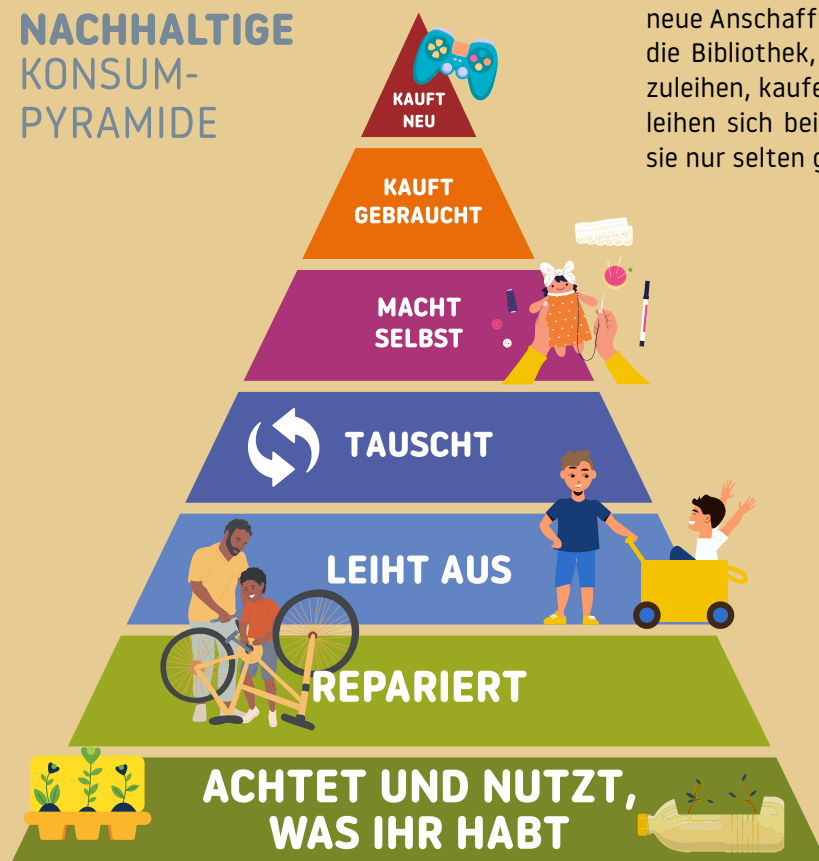 NACHHALTIGE
KONSUM-
PYRAMIDE
neue Anschaff
die Bibliothek,
zuleihen, kaufe
leihen sich bei
sie nur selten g
KAUFT
NEU
KAUFT
GEBRAUCHT
MACHT
SELBST
TAUSCHT
LEIHT AUS
REPARIERT
ACHTET UND NUTZT,
WAS IHR HABT